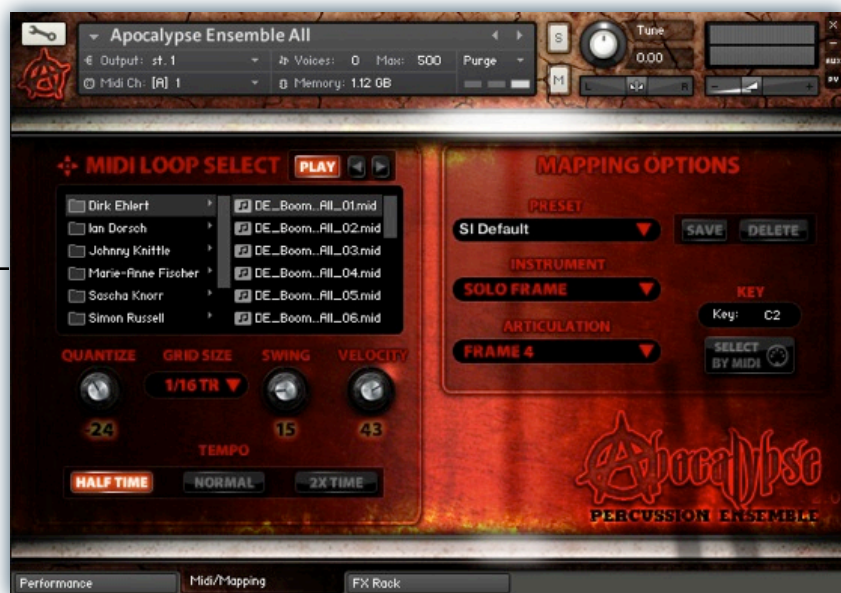 Apocalypse Ensemble All
Output: st. 1
Voices: 0 Max: 500
Purge
Midi Ch: [A] 1
Memory: 1.12 GB
S
M
Tune
0.00
L R
- +
AUX
PV
MIDI LOOP SELECT PLAY
Dirk Ehlert
Ian Dorsch
Johnny Knittle
Marie-Anne Fischer
Sascha Knorr
Simon Russell
DE_Boom..All_01.mid
DE_Boom..All_02.mid
DE_Boom..All_03.mid
DE_Boom..All_04.mid
DE_Boom..All_05.mid
DE_Boom..All_06.mid
QUANTIZE GRID SIZE SWING VELOCITY
1/16 TR
-24 15 43
TEMPO
HALF TIME NORMAL 2X TIME
MAPPING OPTIONS
PRESET
SI Default
SAVE DELETE
INSTRUMENT
SOLO FRAME
KEY
Key: C2
ARTICULATION
FRAME 4
SELECT
BY MIDI
Apocalypse
PERCUSSION ENSEMBLE
Performance Midi/Mapping FX Rack